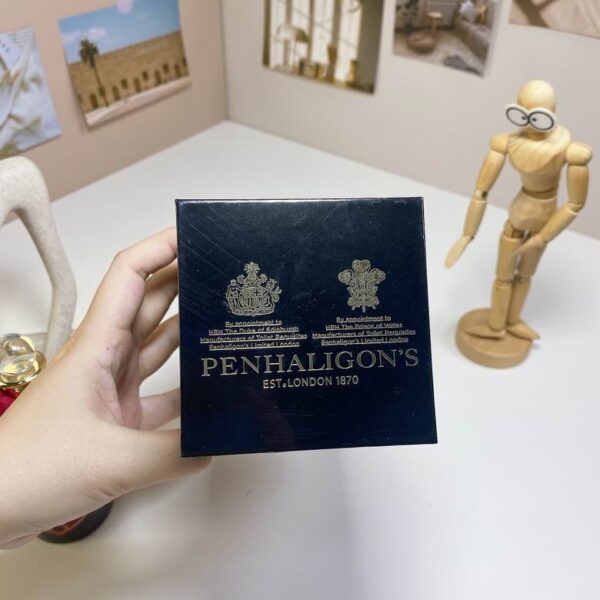 By appointment to
HRH The Duke of Edinburgh
Manufacturers of Toilet Requisites
Penhaligon's Limited London
By appointment to
HRH The Prince of Wales
Manufacturers of Toilet Requisites
Penhaligon's Limited London
PENHALIGON'S
EST. LONDON 1870